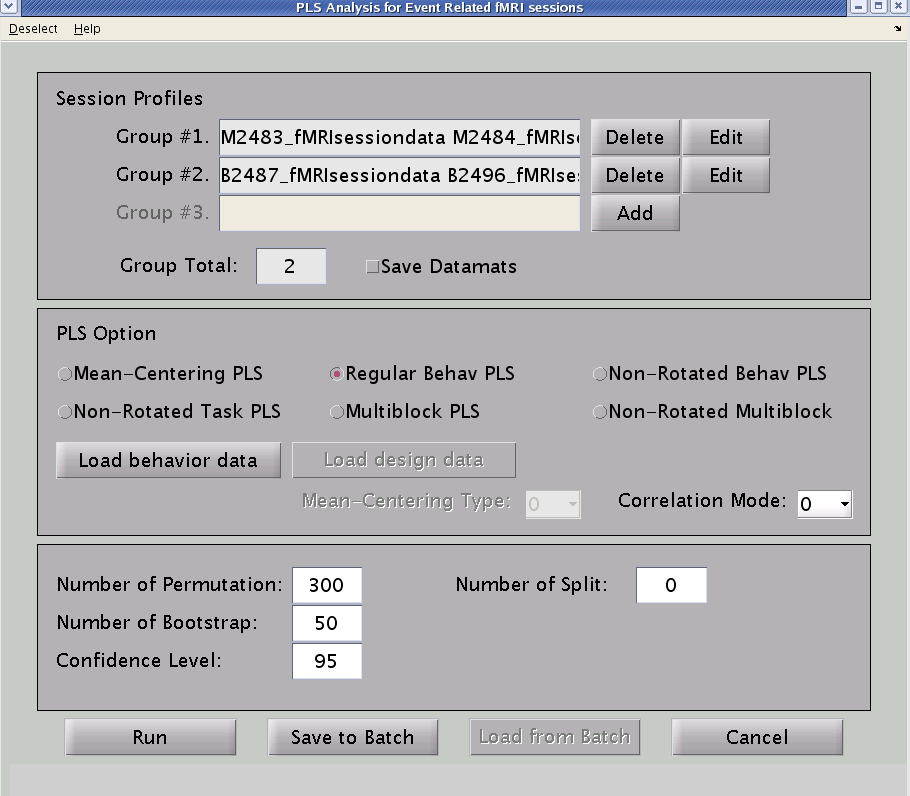 PLS Analysis for Event Related fMRI sessions
Deselect Help
Session Profiles
Group #1. M2483_fMRIsessiondata M2484_fMRIse Delete Edit
Group #2. B2487_fMRIsessiondata B2496_fMRIses Delete Edit
Group #3. Add
Group Total: 2 Save Datamats
PLS Option
Mean-Centering PLS Regular Behav PLS Non-Rotated Behav PLS
Non-Rotated Task PLS Multiblock PLS Non-Rotated Multiblock
Load behavior data Load design data
Mean-Centering Type: 0 Correlation Mode: 0
Number of Permutation: 300 Number of Split: 0
Number of Bootstrap: 50
Confidence Level: 95
Run Save to Batch Load from Batch Cancel